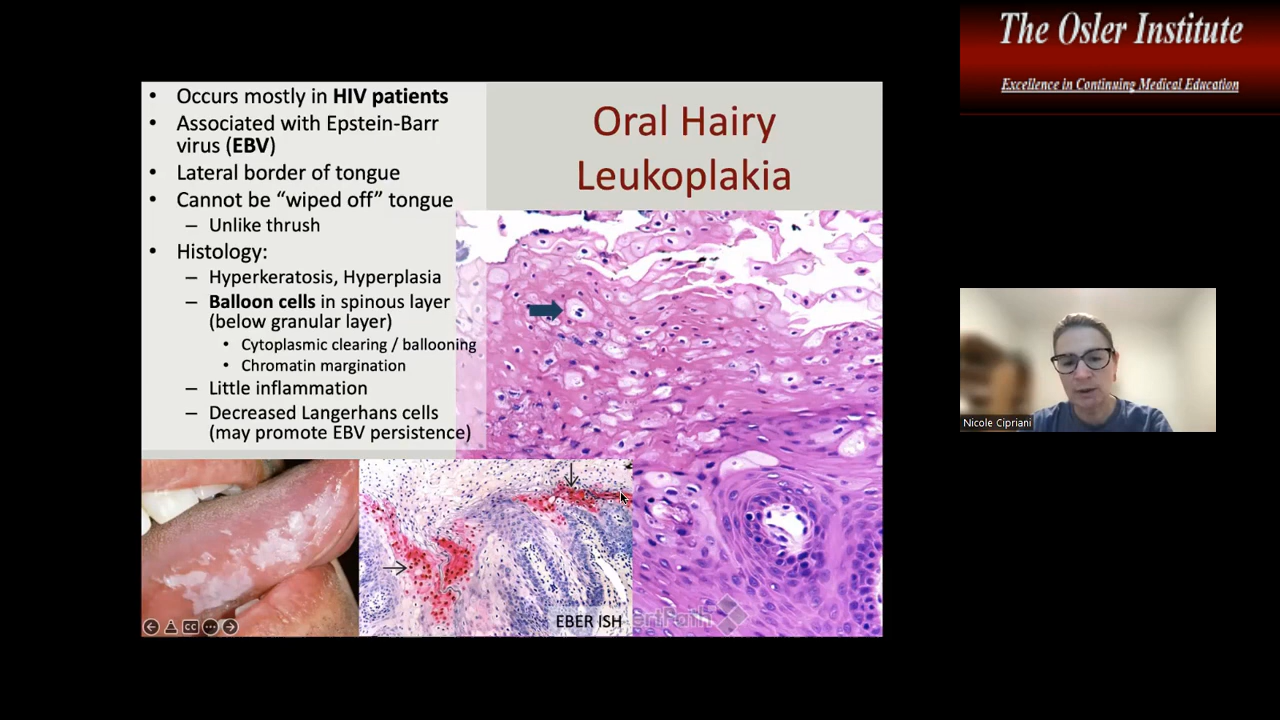 The Osler Institute
Excellence in Continuing Medical Education
Oral Hairy
Leukoplakia
• Occurs mostly in HIV patients
• Associated with Epstein-Barr
virus (EBV)
• Lateral border of tongue
• Cannot be “wiped off” tongue
– Unlike thrush
• Histology:
– Hyperkeratosis, Hyperplasia
– Balloon cells in spinous layer
(below granular layer)
• Cytoplasmic clearing / ballooning
• Chromatin margination
– Little inflammation
– Decreased Langerhans cells
(may promote EBV persistence)
EBER ISH
CC
Nicole Cipriani